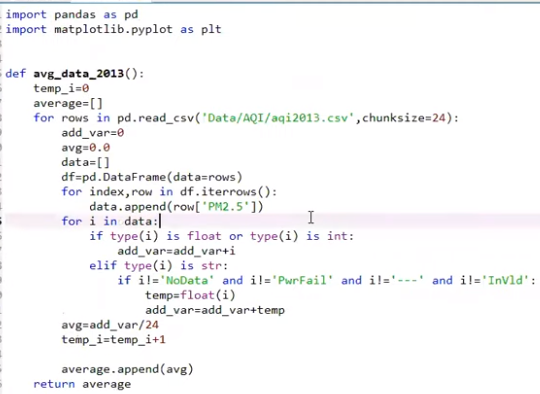 import pandas as pd
import matplotlib.pyplot as plt
def avg_data_2013():
    temp_i=0
    average=[]
    for rows in pd.read_csv('Data/AQI/aqi2013.csv',chunksize=24):
        add_var=0
        avg=0.0
        data=[]
        df=pd.DataFrame(data=rows)
        for index,row in df.iterrows():
            data.append(row['PM2.5'])
        for i in data:
            if type(i) is float or type(i) is int:
                add_var=add_var+i
            elif type(i) is str:
                if i!='NoData' and i!='PwrFail' and i!='---' and i!='InVld':
                    temp=float(i)
                    add_var=add_var+temp
        avg=add_var/24
        temp_i=temp_i+1
        average.append(avg)
    return average